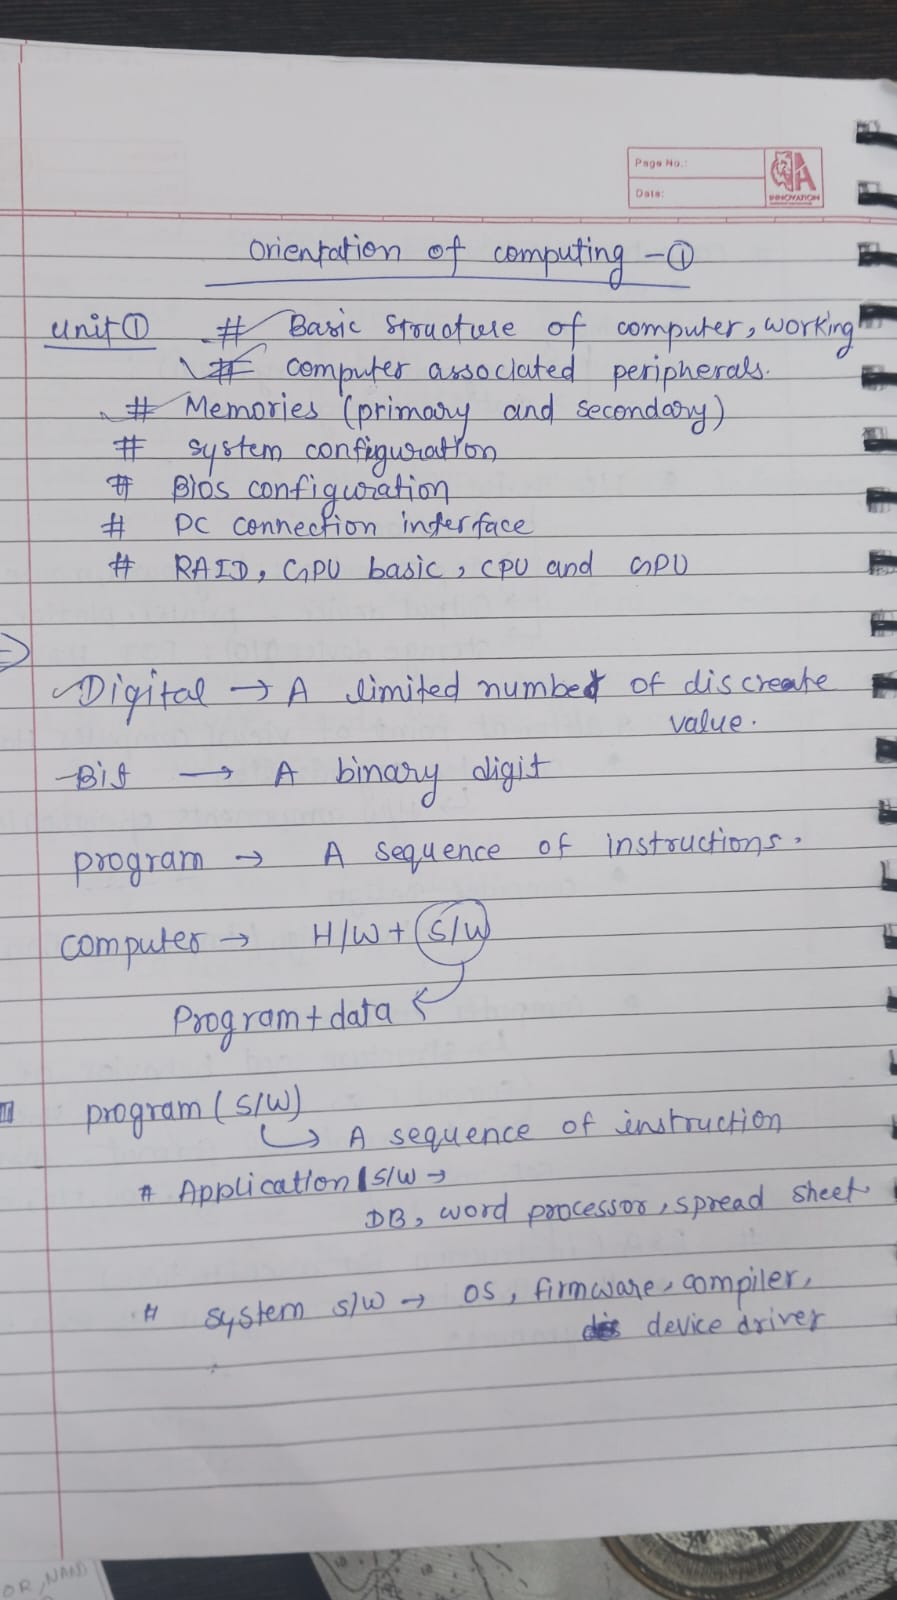 Page No.:
Date:
INNOVATION
Orientation of computing - ①
Unit ① # Basic Structure of computer, working
# computer associated peripherals.
# Memories (primary and secondary)
# system configuration
# BIOS configuration
# PC connection interface
# RAID, GPU basic, CPU and GPU
⇒
Digital → A limited number of discreate
value.
Bit → A binary digit
program → A sequence of instructions.
computer → H/W + S/W
Program + data
program (S/W)
↳ A sequence of instruction
# Application S/W →
DB, word processor, spread sheet
# system s/w → OS, firmware, compiler,
device driver
OR, NAND